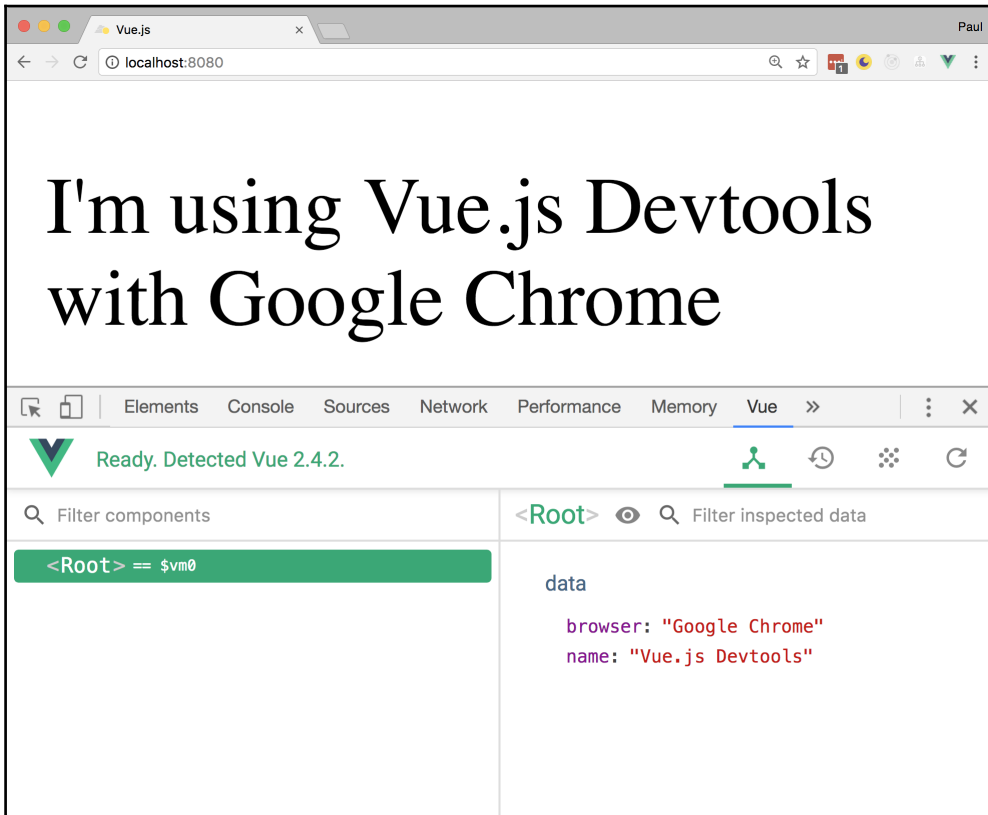 Vue.js
Paul
localhost:8080
1
I'm using Vue.js Devtools
with Google Chrome
Elements Console Sources Network Performance Memory Vue
Ready. Detected Vue 2.4.2.
Filter components
<Root> Filter inspected data
<Root> == $vm0
data
browser: "Google Chrome"
name: "Vue.js Devtools"